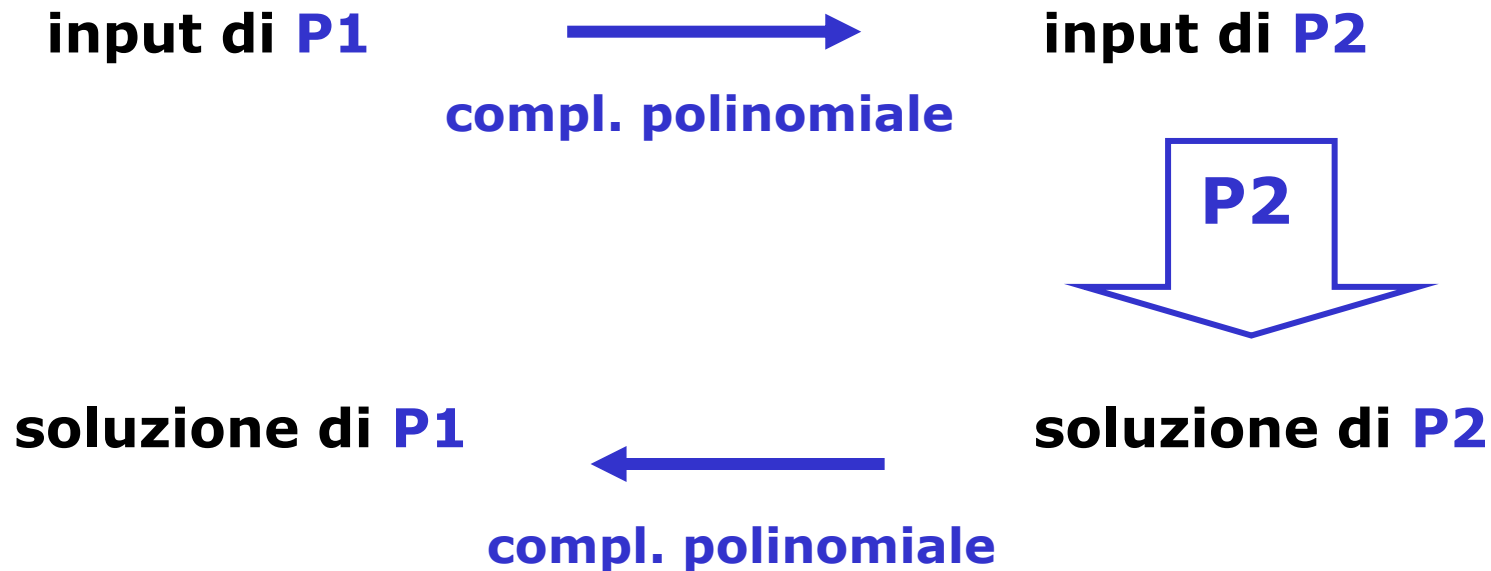 input di P1
input di P2
compl. polinomiale
P2
soluzione di P1
soluzione di P2
compl. polinomiale